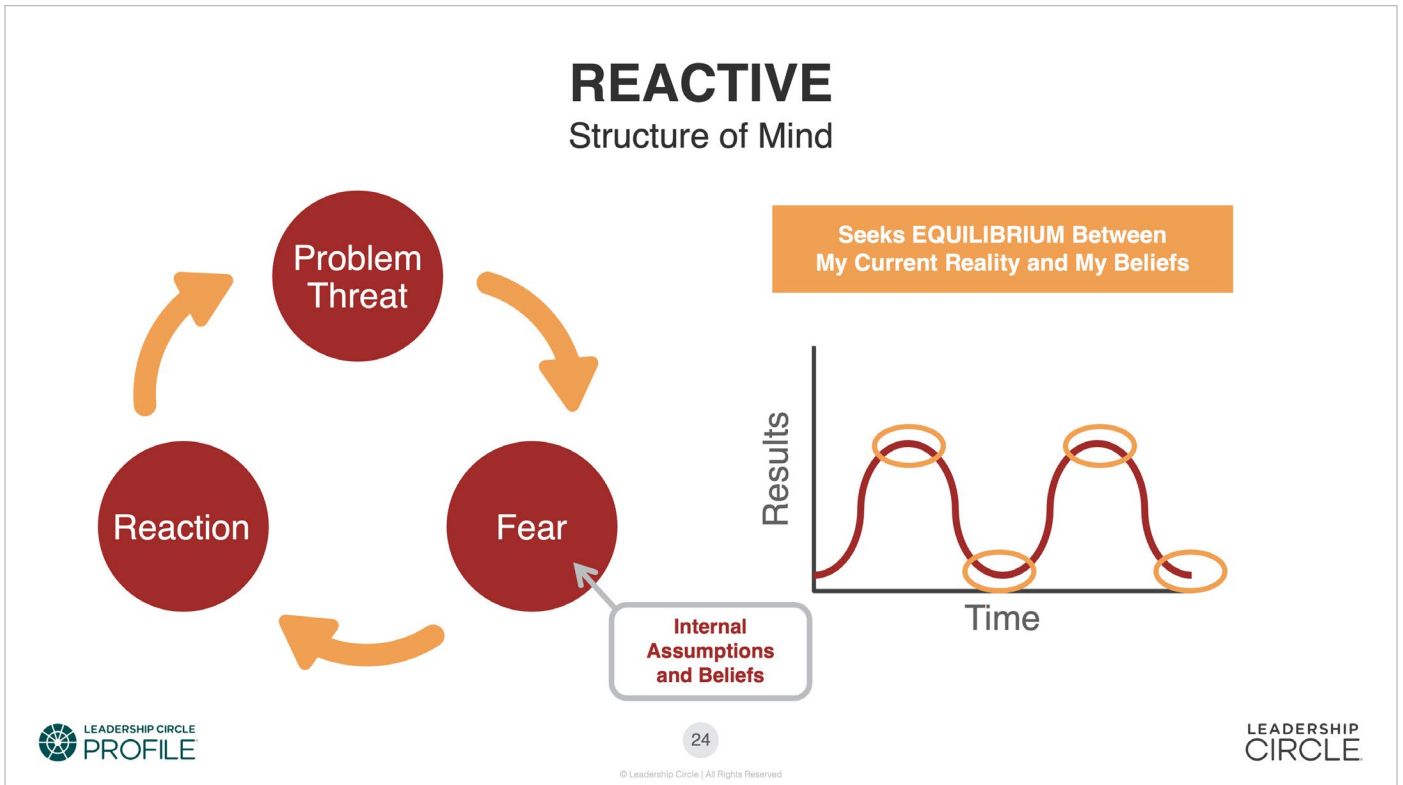 REACTIVE
Structure of Mind
Problem
Threat
Fear
Reaction
Internal
Assumptions
and Beliefs
Seeks EQUILIBRIUM Between
My Current Reality and My Beliefs
Results
Time
LEADERSHIP CIRCLE
PROFILE
24
© Leadership Circle | All Rights Reserved
LEADERSHIP
CIRCLE